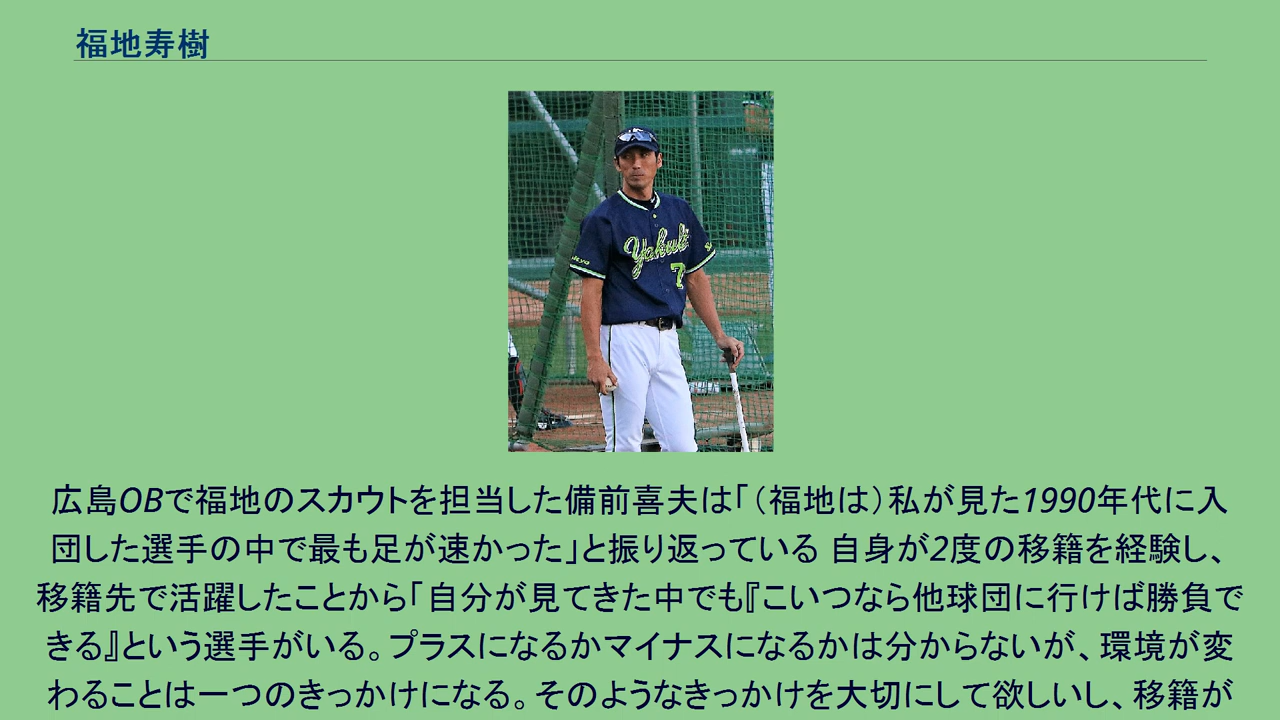 福地寿樹
Yakult
7
広島OBで福地のスカウトを担当した備前喜夫は「（福地は）私が見た1990年代に入
団した選手の中で最も足が速かった」と振り返っている 自身が2度の移籍を経験し、
移籍先で活躍したことから「自分が見てきた中でも『こいつなら他球団に行けば勝負で
きる』という選手がいる。プラスになるかマイナスになるかは分からないが、環境が変
わることは一つのきっかけになる。そのようなきっかけを大切にして欲しいし、移籍が